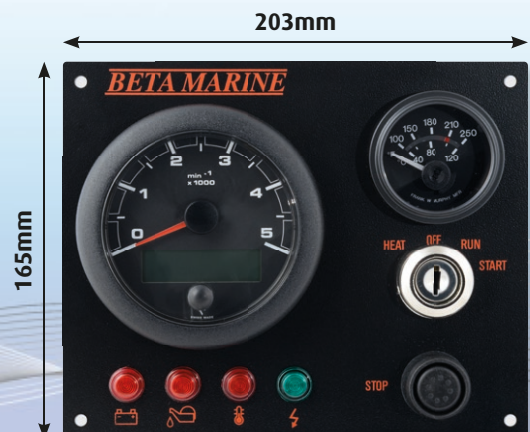 203mm
165mm
BETA MARINE
0 1 2 3 4 5
min⁻¹
x 1000
100 150 180 210 250
40 80 120
HEAT OFF RUN START
STOP